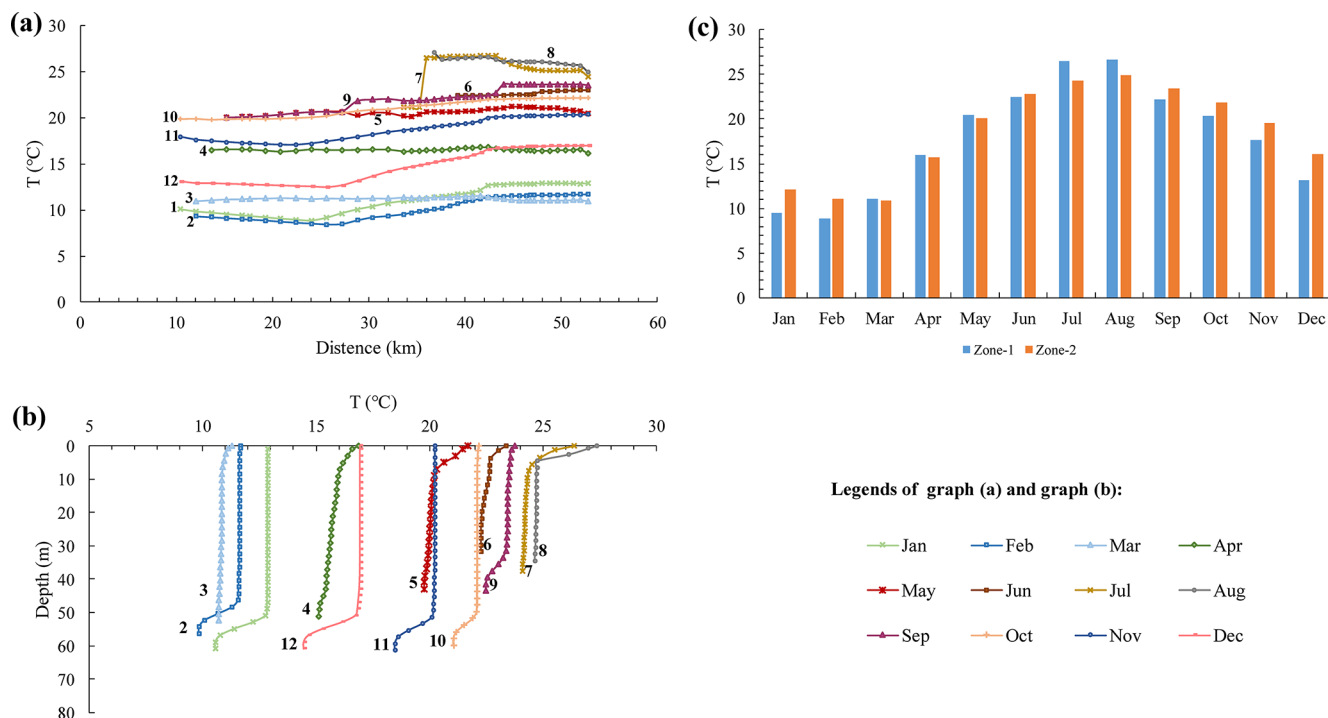 (a)
T (°C)
30
25
20
15
10
5
0
0
10
20
30
40
50
60
Distence (km)
10
11
4
12
3
1
2
9
5
7
6
8
(c)
T (°C)
30
25
20
15
10
5
0
Jan
Feb
Mar
Apr
May
Jun
Jul
Aug
Sep
Oct
Nov
Dec
Zone-1
Zone-2
(b)
T (°C)
5
10
15
20
25
30
Depth (m)
0
10
20
30
40
50
60
70
80
3
2
4
12
5
11
6
9
10
7
8
Legends of graph (a) and graph (b):
Jan
Feb
Mar
Apr
May
Jun
Jul
Aug
Sep
Oct
Nov
Dec